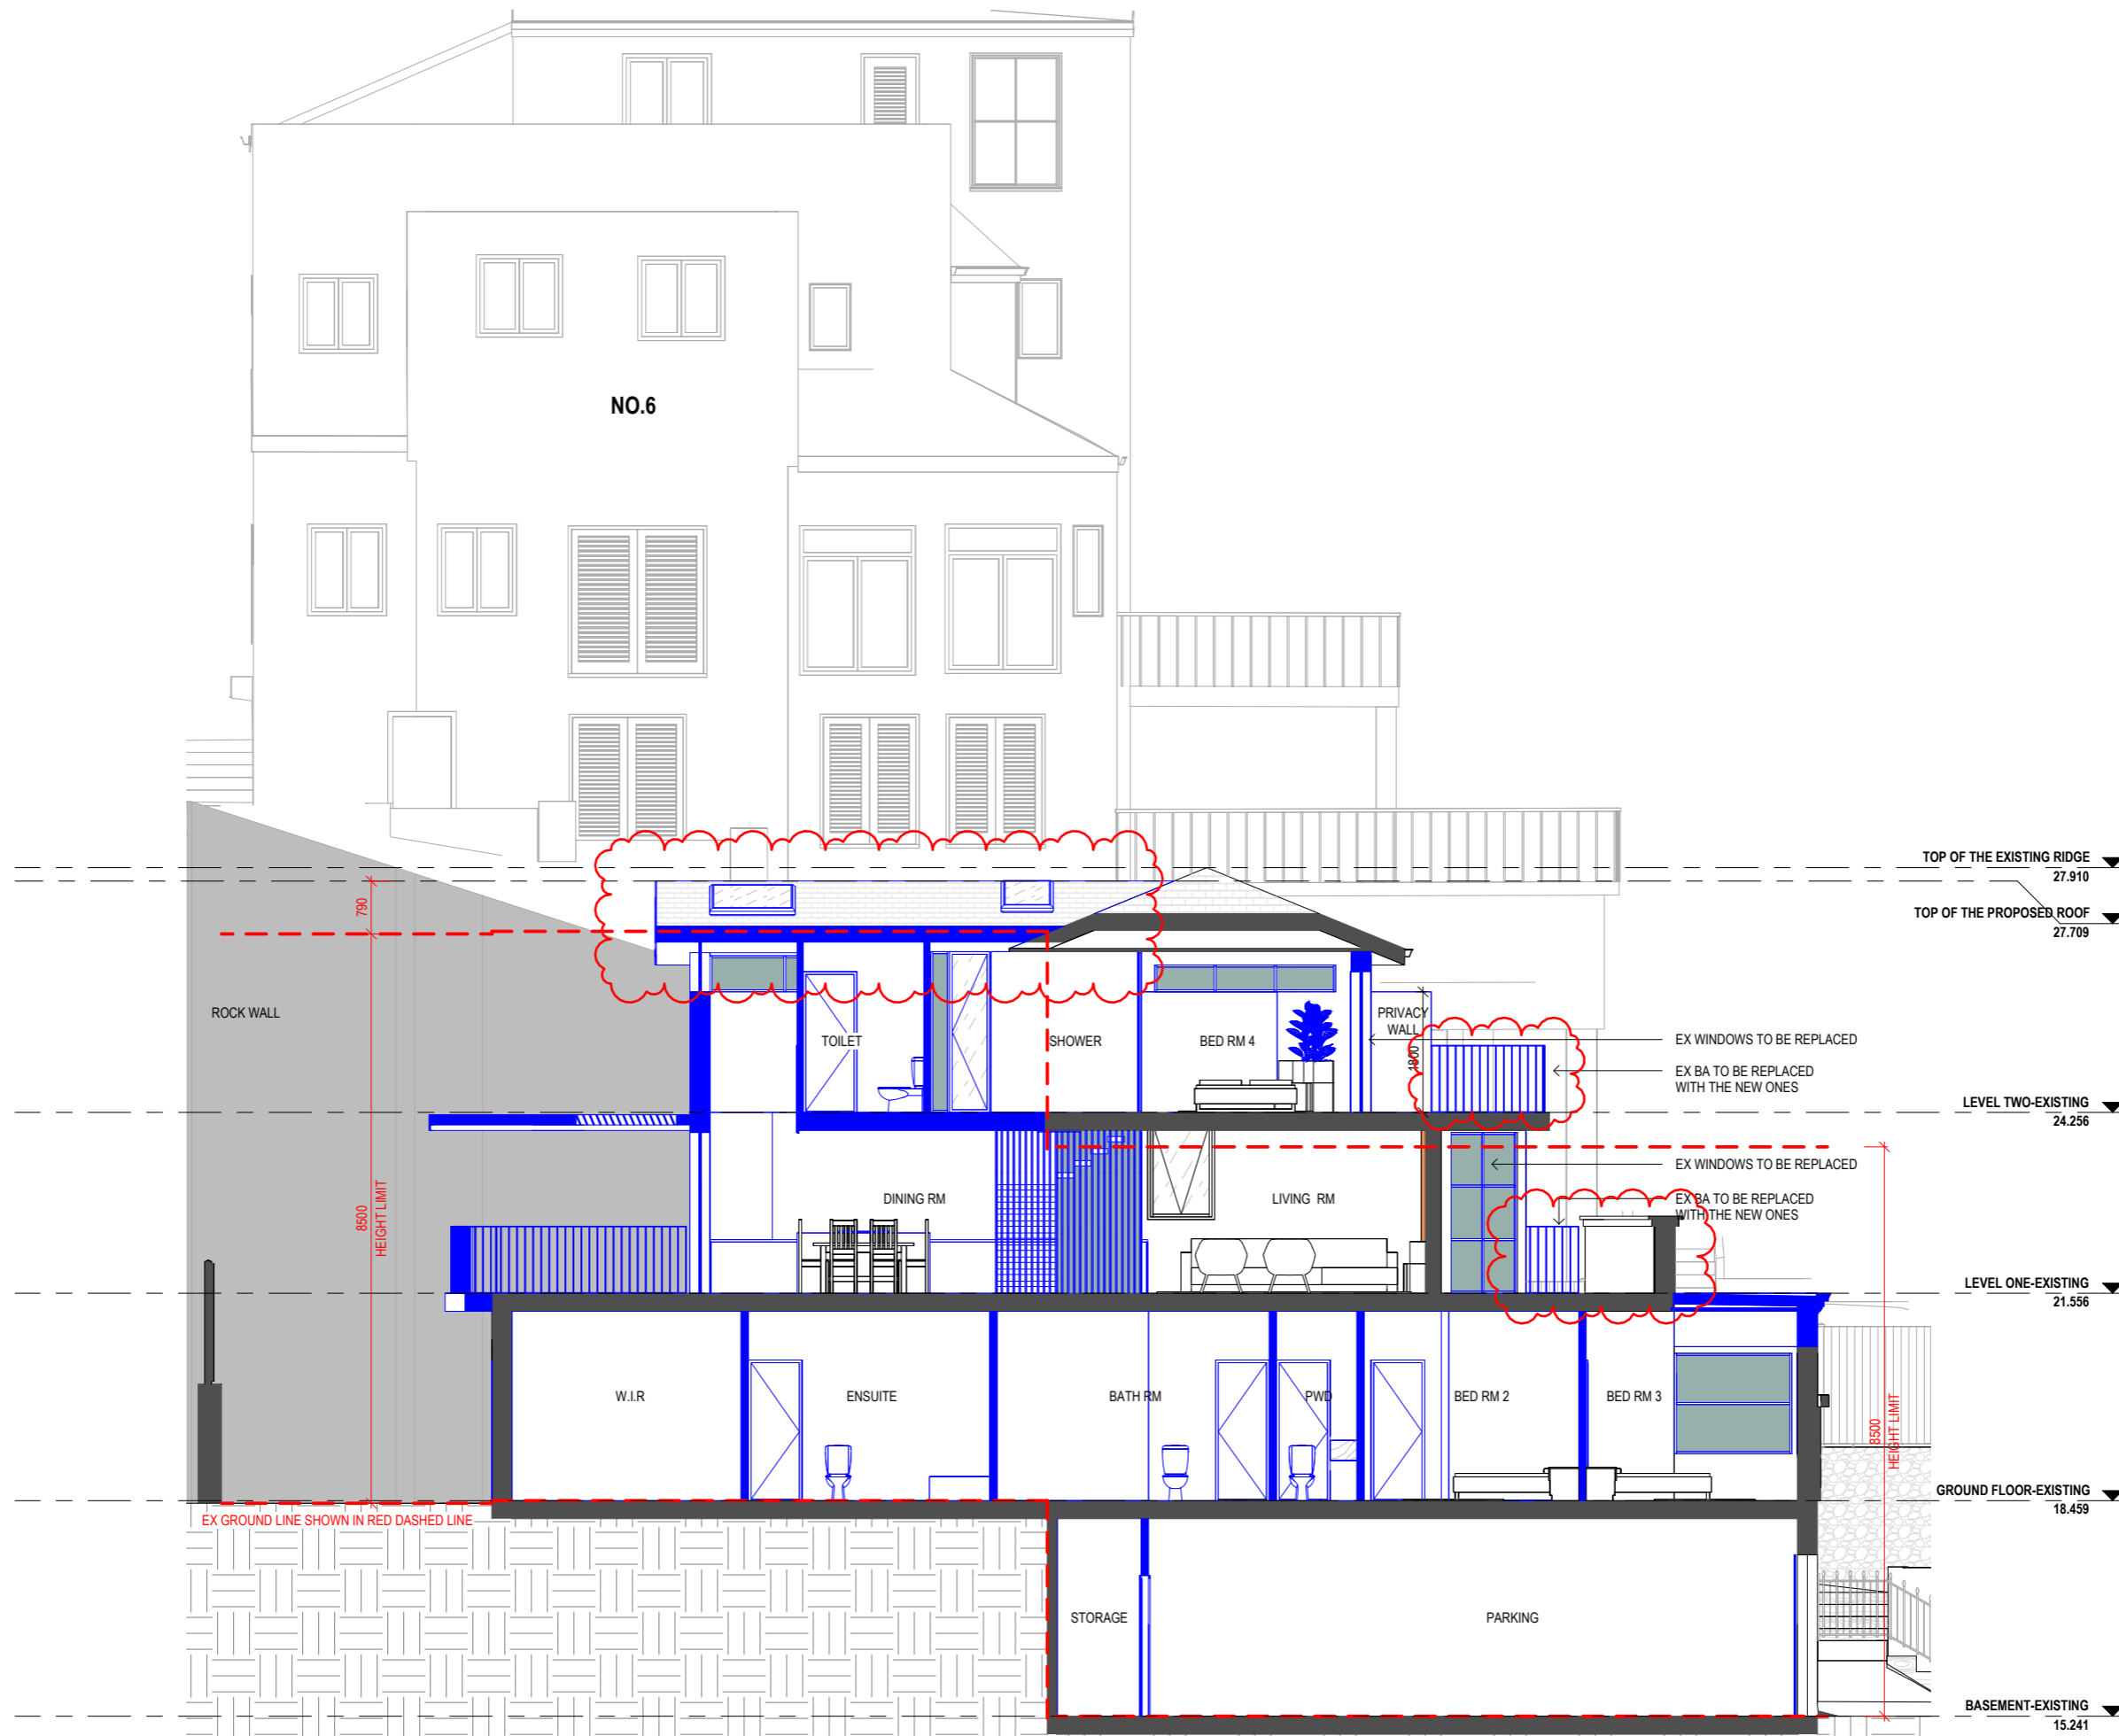 NO.6
TOP OF THE EXISTING RIDGE
27.910
790
TOP OF THE PROPOSED ROOF
27.709
ROCK WALL
TOILET
SHOWER
BED RM 4
PRIVACY
WALL
1800
EX WINDOWS TO BE REPLACED
EX BA TO BE REPLACED
WITH THE NEW ONES
LEVEL TWO-EXISTING
24.256
8500
HEIGHT LIMIT
DINING RM
LIVING RM
EX WINDOWS TO BE REPLACED
EX BA TO BE REPLACED
WITH THE NEW ONES
LEVEL ONE-EXISTING
21.556
W.I.R
ENSUITE
BATH RM
PWD
BED RM 2
BED RM 3
8500
HEIGHT LIMIT
GROUND FLOOR-EXISTING
18.459
EX GROUND LINE SHOWN IN RED DASHED LINE
STORAGE
PARKING
BASEMENT-EXISTING
15.241